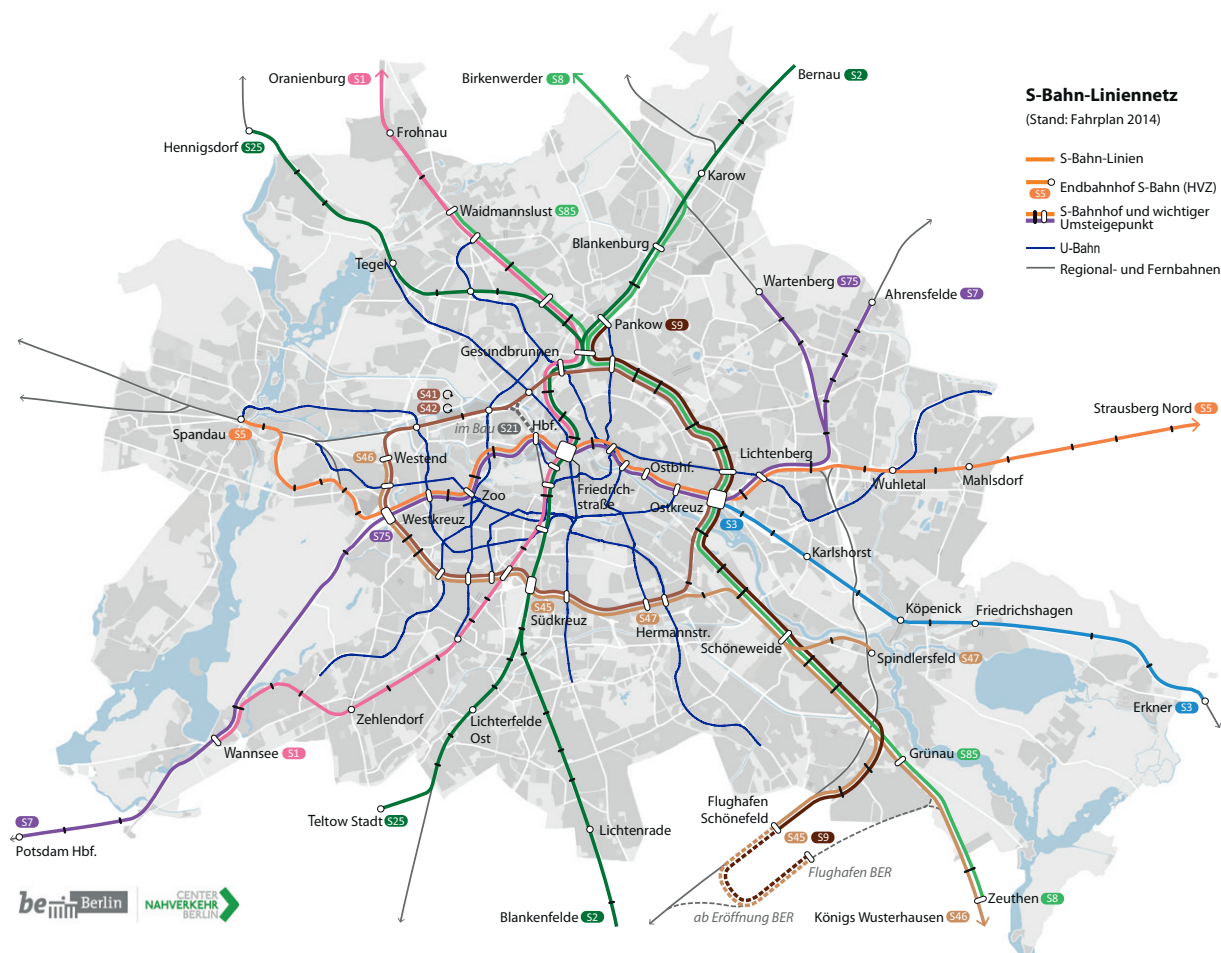 Oranienburg S1
Birkenwerder S8
Bernau S2
S-Bahn-Liniennetz
(Stand: Fahrplan 2014)
S-Bahn-Linien
S5
Endbahnhof S-Bahn (HVZ)
S-Bahnhof und wichtiger
Umsteigepunkt
U-Bahn
Regional- und Fernbahnen
Frohnau
Hennigsdorf S25
Karow
Waidmannslust S85
Blankenburg
Tegel
Wartenberg S75
Ahrensfelde S7
Pankow S9
Gesundbrunnen
S41
S42
im Bau S21
Hbf.
Strausberg Nord S5
Spandau S5
S46
Westend
Lichtenberg
Ostbhf.
Wuhletal
Mahlsdorf
Zoo
Friedrich-
straße
Ostkreuz
Westkreuz
S75
S3
Karlshorst
Köpenick
Friedrichshagen
S45
Südkreuz
S47
Hermannstr.
Schöneweide
Spindlersfeld S47
Erkner S3
Zehlendorf
Lichterfelde
Ost
Wannsee S1
Grünau S85
Flughafen
Schönefeld
S7
Potsdam Hbf.
Teltow Stadt S25
Lichtenrade
S45 S9
Flughafen BER
be Berlin
CENTER
NAHVERKEHR
BERLIN
Blankenfelde S2
ab Eröffnung BER
Königs Wusterhausen S46
Zeuthen S8